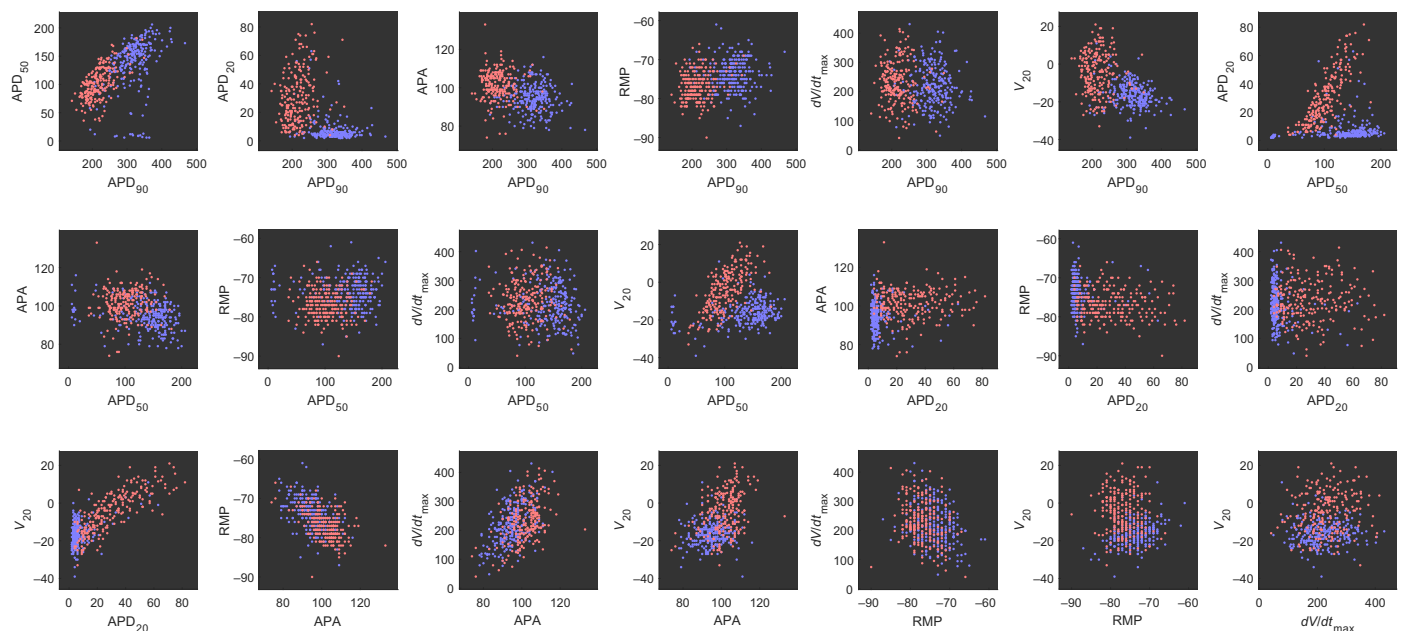 APD50
200
150
100
50
0
200 300 400 500
APD90
APD20
80
60
40
20
0
200 300 400 500
APD90
APA
120
100
80
200 300 400 500
APD90
RMP
–60
–70
–80
–90
200 300 400 500
APD90
dV/dtmax
400
300
200
100
0
200 300 400 500
APD90
V20
20
0
–20
–40
200 300 400 500
APD90
APD20
80
60
40
20
0
0 50 100 150 200
APD50
APA
120
100
80
0 100 200
APD50
RMP
–60
–70
–80
–90
0 50 100 150 200
APD50
dV/dtmax
400
300
200
100
0
0 50 100 150 200
APD50
V20
20
0
–20
–40
0 100 200
APD50
APA
120
100
80
0 20 40 60 80
APD20
RMP
–60
–70
–80
–90
0 20 40 60 80
APD20
dV/dtmax
400
300
200
100
0
0 20 40 60 80
APD20
V20
20
0
–20
–40
0 20 40 60 80
APD20
RMP
–60
–70
–80
–90
80 100 120
APA
dV/dtmax
400
300
200
100
0
80 100 120
APA
V20
20
0
–20
–40
80 100 120
APA
dV/dtmax
400
300
200
100
0
–90 –80 –70 –60
RMP
V20
20
0
–20
–40
–90 –80 –70 –60
RMP
V20
20
0
–20
–40
0 200 400
dV/dtmax